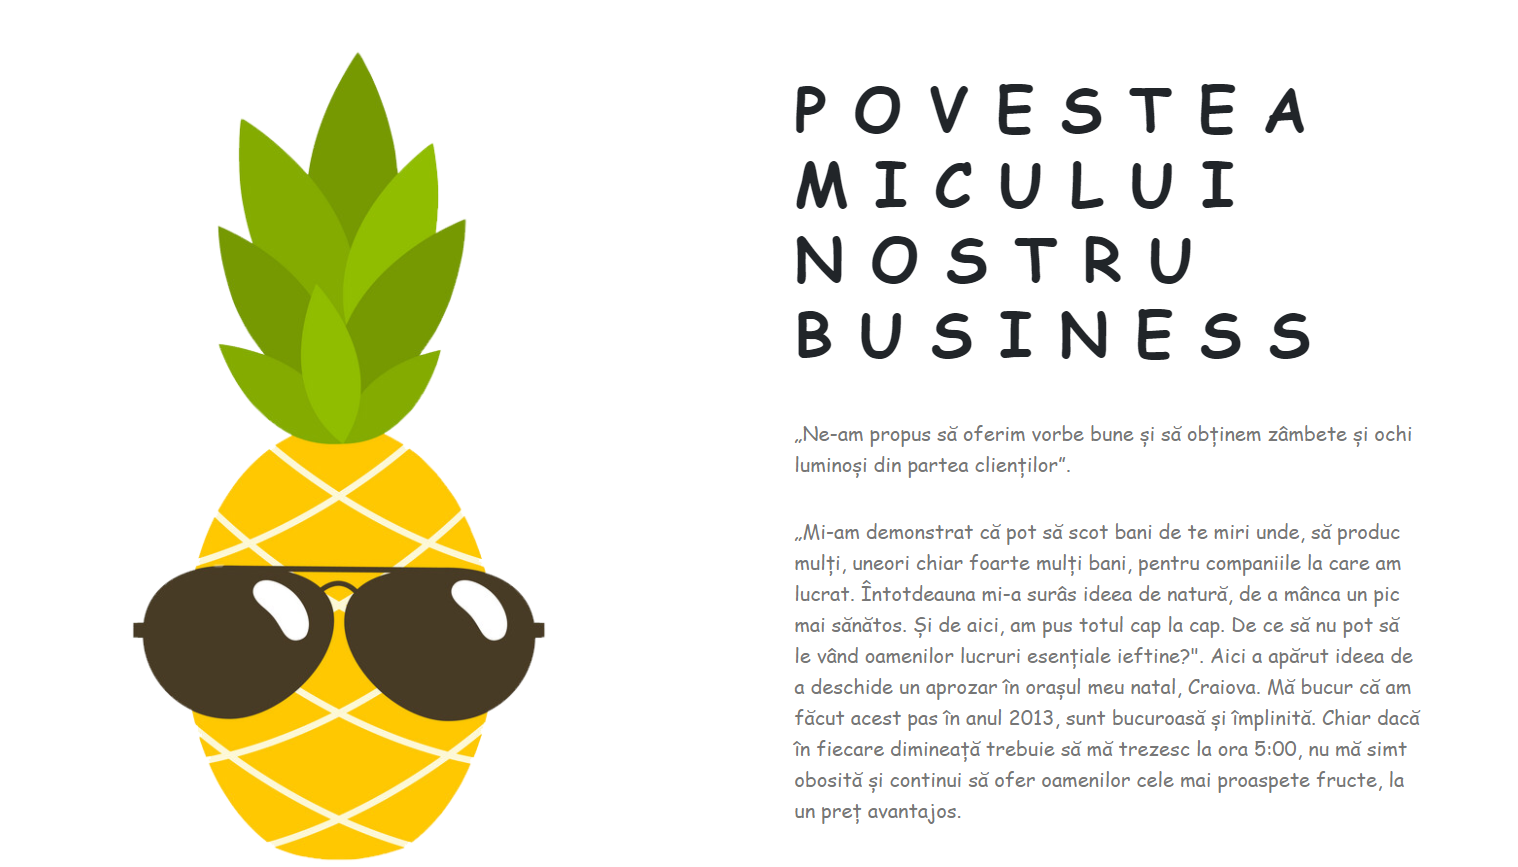 POVESTEA
MICULUI
NOSTRU
BUSINESS
„Ne-am propus să oferim vorbe bune și să obținem zâmbete și ochi
luminoși din partea clienților”.
„Mi-am demonstrat că pot să scot bani de te miri unde, să produc
mulți, uneori chiar foarte mulți bani, pentru companiile la care am
lucrat. Întotdeauna mi-a surâs ideea de natură, de a mânca un pic
mai sănătos. Și de aici, am pus totul cap la cap. De ce să nu pot să
le vând oamenilor lucruri esențiale ieftine?". Aici a apărut ideea de
a deschide un aprozar în orașul meu natal, Craiova. Mă bucur că am
făcut acest pas în anul 2013, sunt bucuroasă și împlinită. Chiar dacă
în fiecare dimineață trebuie să mă trezesc la ora 5:00, nu mă simt
obosită și continui să ofer oamenilor cele mai proaspete fructe, la
un preț avantajos.